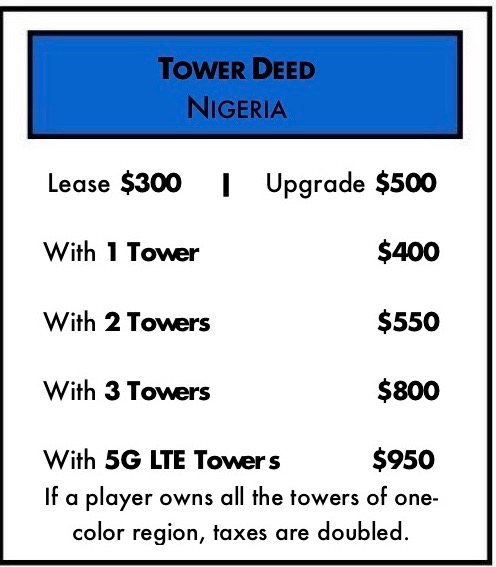 TOWER DEED
NIGERIA
Lease $300 | Upgrade $500
With 1 Tower $400
With 2 Towers $550
With 3 Towers $800
With 5G LTE Towers $950
If a player owns all the towers of one-
color region, taxes are doubled.